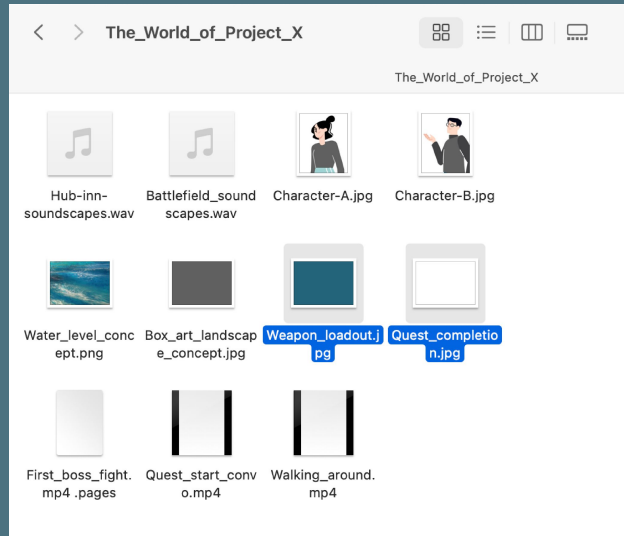 The_World_of_Project_X
The_World_of_Project_X
Hub-inn-
soundscapes.wav
Battlefield_sound
scapes.wav
Character-A.jpg
Character-B.jpg
Water_level_conc
ept.png
Box_art_landscap
e_concept.jpg
Weapon_loadout.j
pg
Quest_completio
n.jpg
First_boss_fight.
mp4 .pages
Quest_start_conv
o.mp4
Walking_around.
mp4